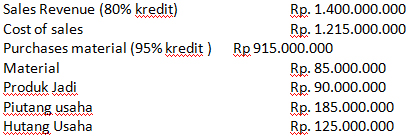 Sales Revenue (80% kredit) Rp. 1.400.000.000
Cost of sales Rp. 1.215.000.000
Purchases material (95% kredit ) Rp 915.000.000
Material Rp. 85.000.000
Produk Jadi Rp. 90.000.000
Piutang usaha Rp. 185.000.000
Hutang Usaha Rp. 125.000.000